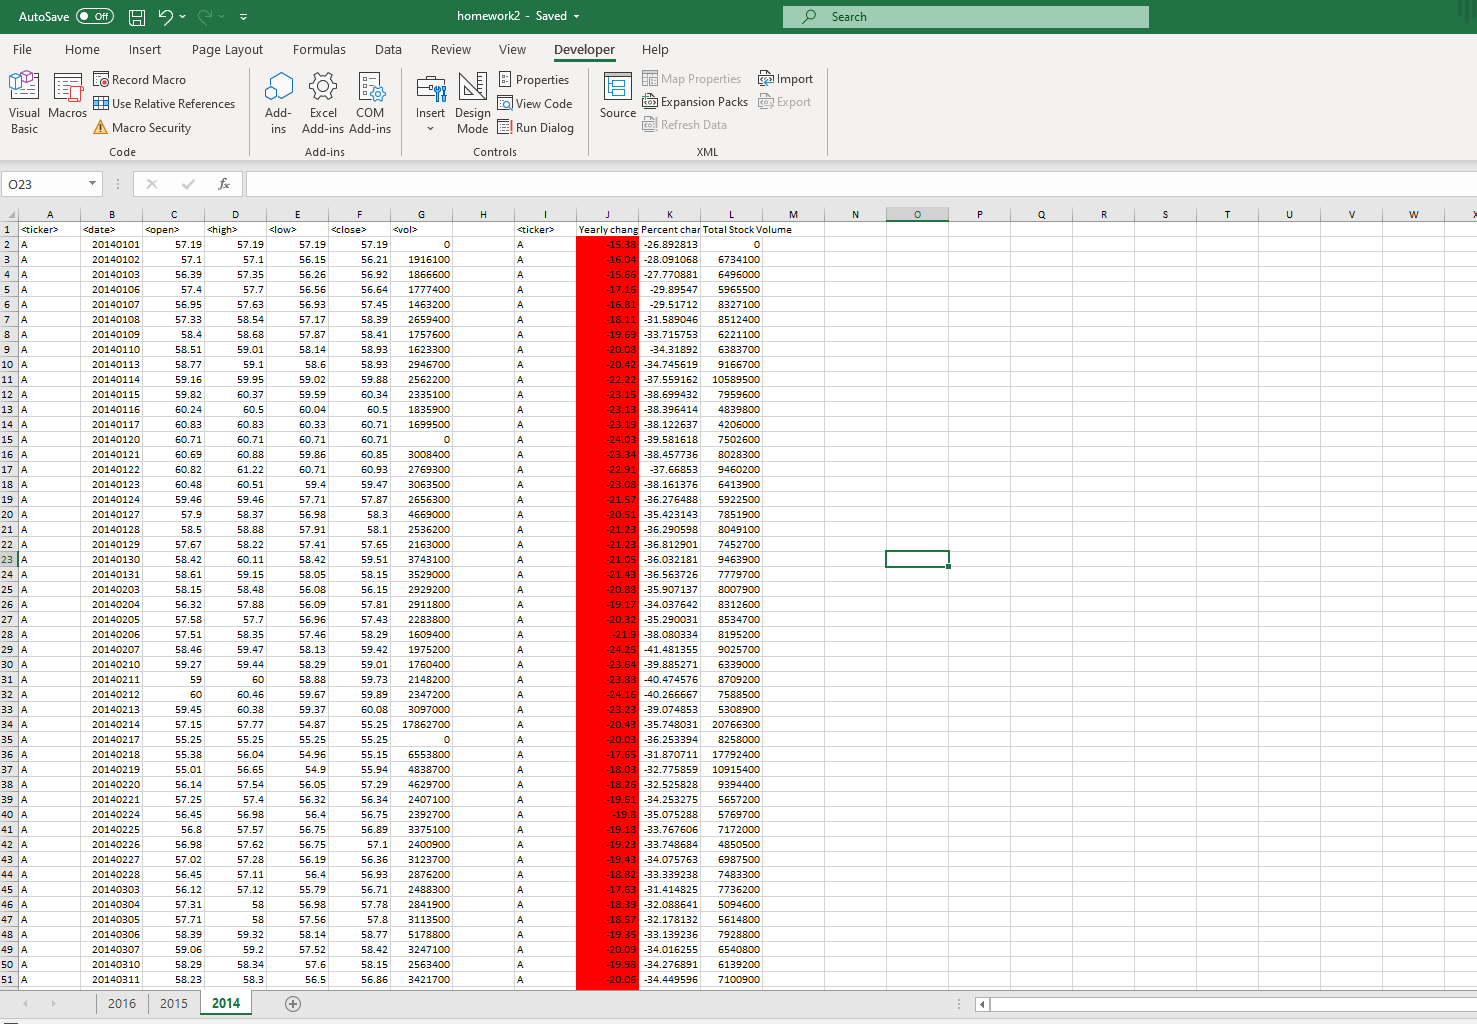 AutoSave Off homework2 - Saved Search
File Home Insert Page Layout Formulas Data Review View Developer Help
Visual Basic
Macros
Record Macro
Use Relative References
Macro Security
Code
Add-ins
Excel Add-ins
COM Add-ins
Add-ins
Insert
Design Mode
Properties
View Code
Run Dialog
Controls
Source
Map Properties
Expansion Packs
Refresh Data
Import
Export
XML
O23 fx
A B C D E F G H I J K L M N O P Q R S T U V W X
1 <ticker> <date> <open> <high> <low> <close> <vol> <ticker> Yearly chang Percent char Total Stock Volume
2 A 20140101 57.19 57.19 57.19 57.19 0 A -15.38 -26.892813 0
3 A 20140102 57.1 57.1 56.15 56.21 1916100 A -16.04 -28.091068 6734100
4 A 20140103 56.39 57.35 56.26 56.92 1866600 A -15.66 -27.770881 6496000
5 A 20140106 57.4 57.7 56.56 56.64 1777400 A -17.16 -29.89547 5965500
6 A 20140107 56.95 57.63 56.93 57.45 1463200 A -16.81 -29.51712 8327100
7 A 20140108 57.33 58.54 57.17 58.39 2659400 A -18.11 -31.589046 8512400
8 A 20140109 58.4 58.68 57.87 58.41 1757600 A -19.69 -33.715753 6221100
9 A 20140110 58.51 59.01 58.14 58.93 1623300 A -20.08 -34.31892 6383700
10 A 20140113 58.77 59.1 58.6 58.93 2946700 A -20.42 -34.745619 9166700
11 A 20140114 59.16 59.95 59.02 59.88 2562200 A -22.22 -37.559162 10589500
12 A 20140115 59.82 60.37 59.59 60.34 2335100 A -23.15 -38.699432 7959600
13 A 20140116 60.24 60.5 60.04 60.5 1835900 A -23.13 -38.396414 4839800
14 A 20140117 60.83 60.83 60.33 60.71 1699500 A -23.19 -38.122637 4206000
15 A 20140120 60.71 60.71 60.71 60.71 0 A -24.03 -39.581618 7502600
16 A 20140121 60.69 60.88 59.86 60.85 3008400 A -23.34 -38.457736 8028300
17 A 20140122 60.82 61.22 60.71 60.93 2769300 A -22.91 -37.66853 9460200
18 A 20140123 60.48 60.51 59.4 59.47 3063500 A -23.08 -38.161376 6413900
19 A 20140124 59.46 59.46 57.71 57.87 2656300 A -21.57 -36.276488 5922500
20 A 20140127 57.9 58.37 56.98 58.3 4669000 A -20.51 -35.423143 7851900
21 A 20140128 58.5 58.88 57.91 58.1 2536200 A -21.23 -36.290598 8049100
22 A 20140129 57.67 58.22 57.41 57.65 2163000 A -21.23 -36.812901 7452700
23 A 20140130 58.42 60.11 58.42 59.51 3743100 A -21.05 -36.032181 9463900
24 A 20140131 58.61 59.15 58.05 58.15 3529000 A -21.43 -36.563726 7779700
25 A 20140203 58.15 58.48 56.08 56.15 2929200 A -20.88 -35.907137 8007900
26 A 20140204 56.32 57.88 56.09 57.81 2911800 A -19.17 -34.037642 8312600
27 A 20140205 57.58 57.7 56.96 57.43 2283800 A -20.32 -35.290031 8534700
28 A 20140206 57.51 58.35 57.46 58.29 1609400 A -21.9 -38.080334 8195200
29 A 20140207 58.46 59.47 58.13 59.42 1975200 A -24.25 -41.481355 9025700
30 A 20140210 59.27 59.44 58.29 59.01 1760400 A -23.64 -39.885271 6339000
31 A 20140211 59 60 58.88 59.73 2148200 A -23.88 -40.474576 8709200
32 A 20140212 60 60.46 59.67 59.89 2347200 A -24.16 -40.266667 7588500
33 A 20140213 59.45 60.38 59.37 60.08 3097000 A -23.23 -39.074853 5308900
34 A 20140214 57.15 57.77 54.87 55.25 17862700 A -20.43 -35.748031 20766300
35 A 20140217 55.25 55.25 55.25 55.25 0 A -20.03 -36.253394 8258000
36 A 20140218 55.38 56.04 54.96 55.15 6553800 A -17.65 -31.870711 17792400
37 A 20140219 55.01 56.65 54.9 55.94 4838700 A -18.03 -32.775859 10915400
38 A 20140220 56.14 57.54 56.05 57.29 4629700 A -18.26 -32.525828 9394400
39 A 20140221 57.25 57.4 56.32 56.34 2407100 A -19.61 -34.253275 5657200
40 A 20140224 56.45 56.98 56.4 56.75 2392700 A -19.8 -35.075288 5769700
41 A 20140225 56.8 57.57 56.75 56.89 3375100 A -19.18 -33.767606 7172000
42 A 20140226 56.98 57.62 56.75 57.1 2400900 A -19.23 -33.748684 4850500
43 A 20140227 57.02 57.28 56.19 56.36 3123700 A -19.43 -34.075763 6987500
44 A 20140228 56.45 57.11 56.4 56.93 2876200 A -18.82 -33.339238 7483300
45 A 20140303 56.12 57.12 55.79 56.71 2488300 A -17.63 -31.414825 7736200
46 A 20140304 57.31 58 56.98 57.78 2841900 A -18.39 -32.088641 5094600
47 A 20140305 57.71 58 57.56 57.8 3113500 A -18.57 -32.178132 5614800
48 A 20140306 58.39 59.32 58.14 58.77 5178800 A -19.35 -33.139236 7928800
49 A 20140307 59.06 59.2 57.52 58.42 3247100 A -20.09 -34.016255 6540800
50 A 20140310 58.29 58.34 57.6 58.15 2563400 A -19.98 -34.276891 6139200
51 A 20140311 58.23 58.3 56.5 56.86 3421700 A -20.06 -34.449596 7100900
2016 2015 2014